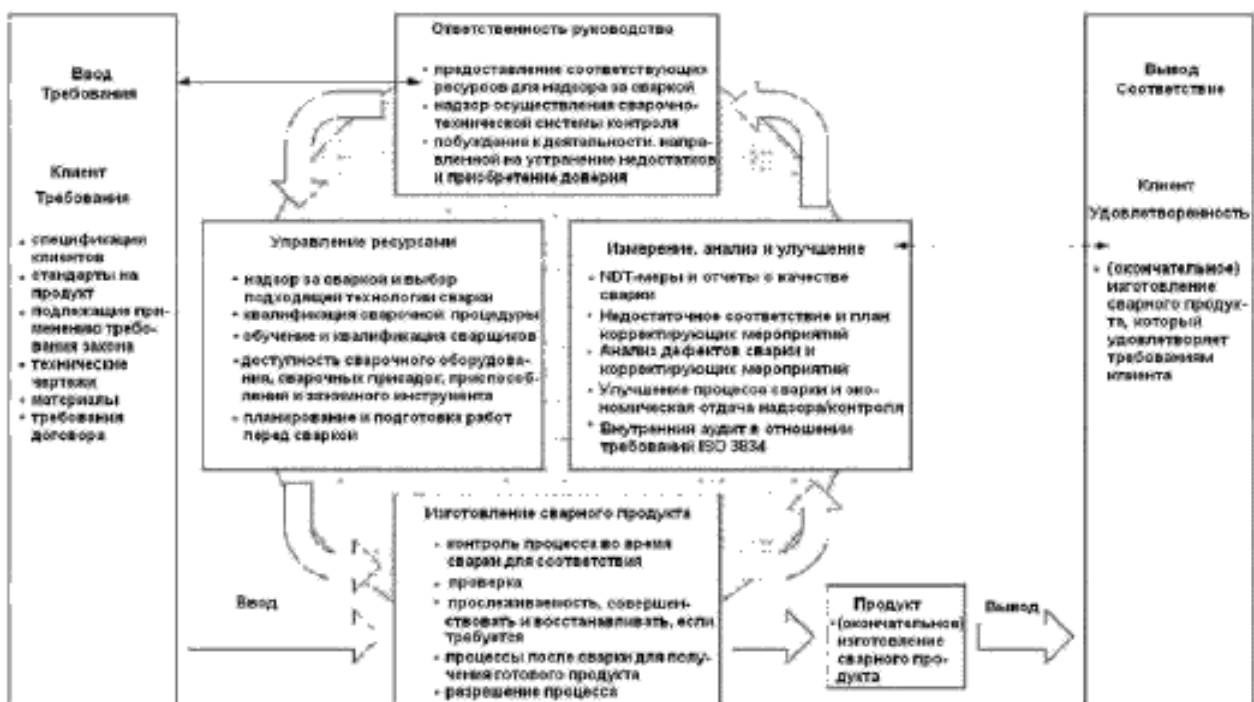 Ввод
Требования
Клиент
Требования
• спецификации
клиентов
• стандарты на
продукт
• подлежащие при-
менению требо-
вания закона
• технические
чертежи
• материалы
• требования
договора
Ответственность руководства
• предоставление соответствующих
ресурсов для надзора за сваркой
• надзор осуществления сварочно-
технической системы контроля
• побуждение к деятельности, напра-
вленной на устранение недостатков
и приобретение доверия
Управление ресурсами
• надзор за сваркой и выбор
подходящей технологии сварки
• квалификация сварочной процедуры
• обучение и квалификация сварщиков
• доступность сварочного оборудова-
ния, сварочных присадок, приспособ-
ления и зажимного инструмента
• планирование и подготовка работ
перед сваркой
Измерение, анализ и улучшение
• NDT-меры и отчеты о качестве
сварки
• Недостаточное соответствие и план
корректирующих мероприятий
• Анализ дефектов сварки и
корректирующих мероприятий
• Улучшение процесса сварки и эко-
номическая отдача надзора/контроля
• Внутренний аудит в отношении
требований ISO 3834
Изготовление сварного продукта
• контроль процесса во время
сварки для соответствия
• проверка
• прослеживаемость, совершен-
ствовать и восстанавливать, если
требуется
• процессы после сварки для полу-
чения готового продукта
• разрешение процесса
Ввод
Продукт
• (окончательное)
изготовление
сварного про-
дукта
Вывод
Вывод
Соответствие
Клиент
Удовлетворенность
• (окончательное)
изготовление
сварного продук-
та, который
удовлетворяет
требованиям
клиента